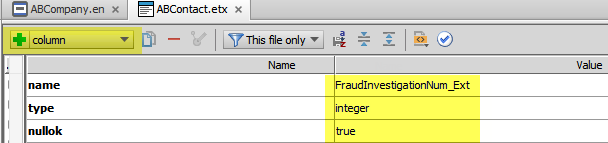 ABCompany.en ABContact.etx
column This file only
Name Value
name FraudInvestigationNum_Ext
type integer
nullok true